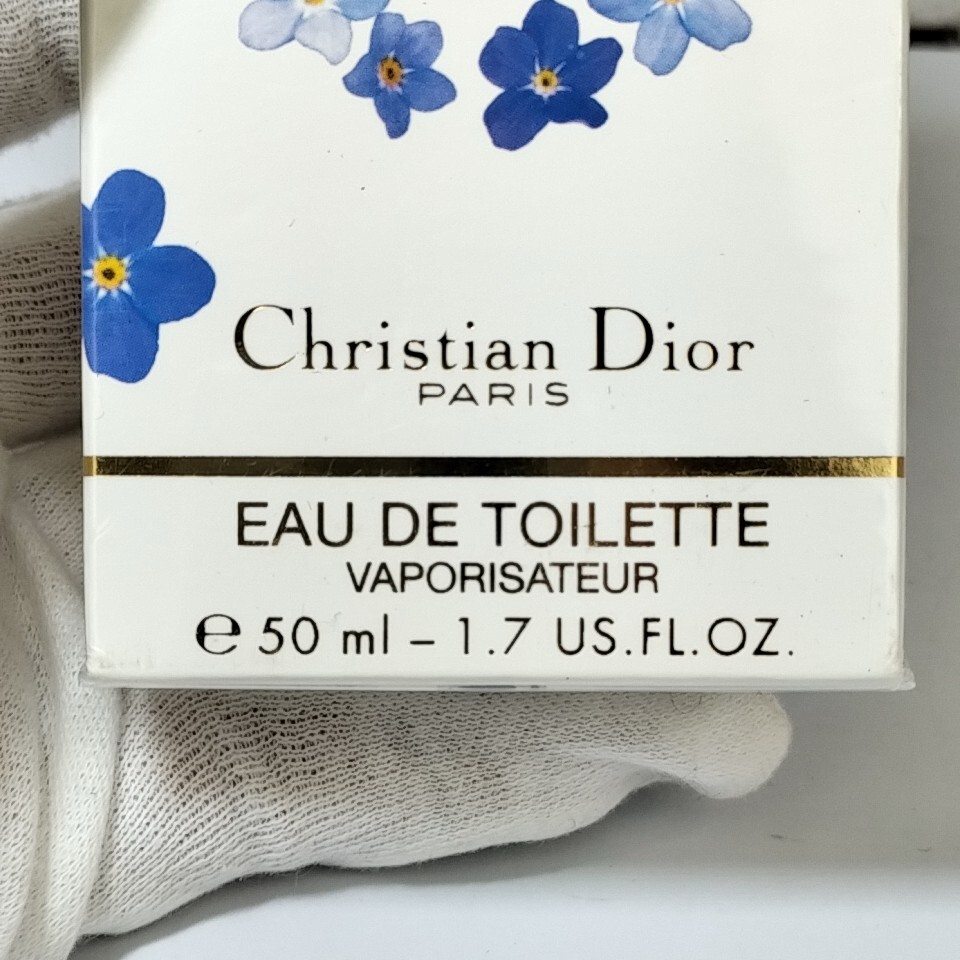 Christian Dior
PARIS
EAU DE TOILETTE
VAPORISATEUR
℮ 50 ml – 1.7 US.FL.OZ.